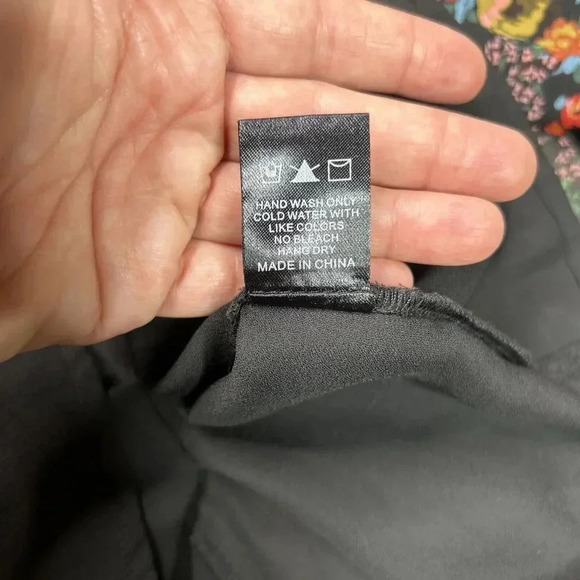 HAND WASH ONLY
COLD WATER WITH
LIKE COLORS
NO BLEACH
HANG DRY
MADE IN CHINA